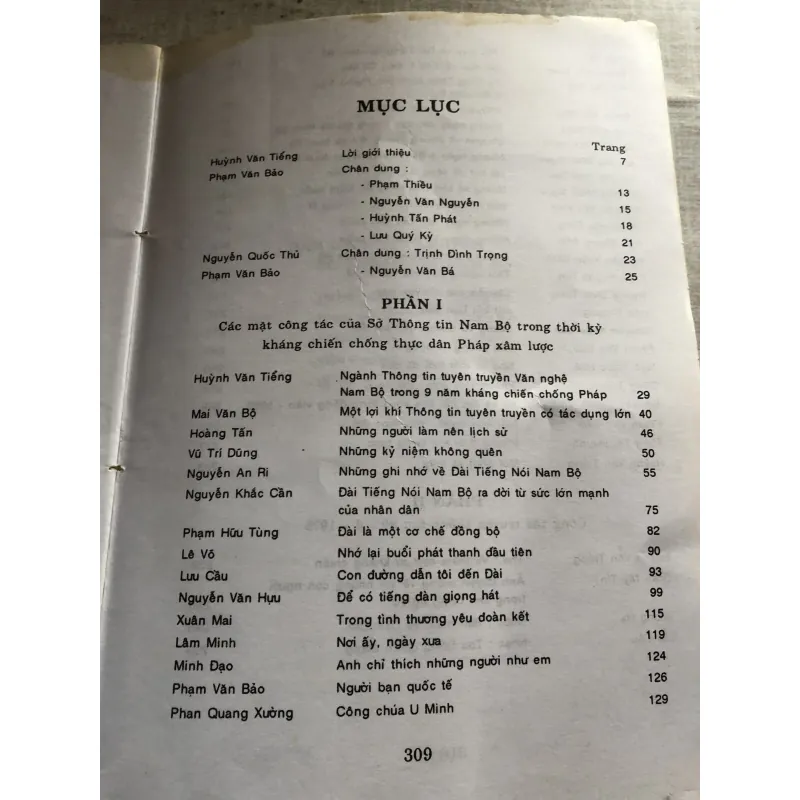 MỤC LỤC
Trang
Huỳnh Văn Tiểng Lời giới thiệu 7
Phạm Văn Bảo Chân dung :
- Phạm Thiều 13
- Nguyễn Văn Nguyễn 15
- Huỳnh Tấn Phát 18
- Lưu Quý Kỳ 21
Nguyễn Quốc Thủ Chân dung : Trịnh Đình Trọng 23
Phạm Văn Bảo - Nguyễn Văn Bá 25
PHẦN I
Các mặt công tác của Sở Thông tin Nam Bộ trong thời kỳ
kháng chiến chống thực dân Pháp xâm lược
Huỳnh Văn Tiểng Ngành Thông tin tuyên truyền Văn nghệ
Nam Bộ trong 9 năm kháng chiến chống Pháp 29
Mai Văn Bộ Một lợi khí Thông tin tuyên truyền có tác dụng lớn 40
Hoàng Tấn Những người làm nên lịch sử 46
Vũ Trí Dũng Những kỷ niệm không quên 50
Nguyễn An Ri Những ghi nhớ về Đài Tiếng Nói Nam Bộ 55
Nguyễn Khắc Cần Đài Tiếng Nói Nam Bộ ra đời từ sức lớn mạnh
của nhân dân 75
Phạm Hữu Tùng Đài là một cơ chế đồng bộ 82
Lê Võ Nhớ lại buổi phát thanh đầu tiên 90
Lưu Cầu Con đường dẫn tôi đến Đài 93
Nguyễn Văn Hựu Để có tiếng đàn giọng hát 99
Xuân Mai Trong tình thương yêu đoàn kết 115
Lâm Minh Nơi ấy, ngày xưa 119
Minh Đạo Anh chỉ thích những người như em 124
Phạm Văn Bảo Người bạn quốc tế 126
Phan Quang Xường Công chúa U Minh 129
309